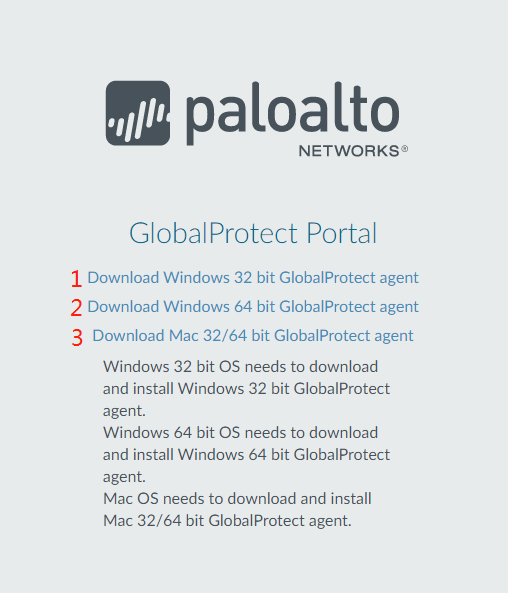 paloalto
NETWORKS®
GlobalProtect Portal
1 Download Windows 32 bit GlobalProtect agent
2 Download Windows 64 bit GlobalProtect agent
3 Download Mac 32/64 bit GlobalProtect agent
Windows 32 bit OS needs to download
and install Windows 32 bit GlobalProtect
agent.
Windows 64 bit OS needs to download
and install Windows 64 bit GlobalProtect
agent.
Mac OS needs to download and install
Mac 32/64 bit GlobalProtect agent.